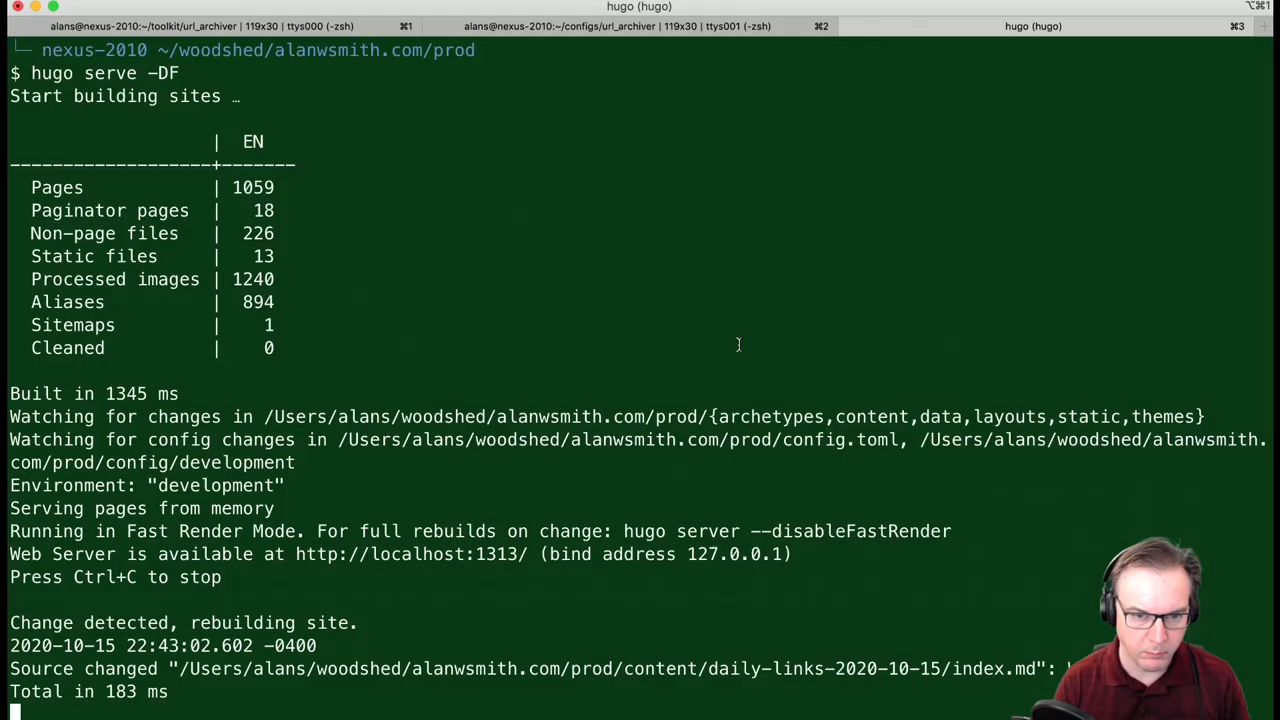 hugo (hugo)
⌥⌘1
alans@nexus-2010:~/toolkit/url_archiver | 119x30 | ttys000 (-zsh) ⌘1
alans@nexus-2010:~/configs/url_archiver | 119x30 | ttys001 (-zsh) ⌘2
hugo (hugo) ⌘3
└─ nexus-2010 ~/woodshed/alanwsmith.com/prod
$ hugo serve -DF
Start building sites …
| EN
-------------------+-------
Pages | 1059
Paginator pages | 18
Non-page files | 226
Static files | 13
Processed images | 1240
Aliases | 894
Sitemaps | 1
Cleaned | 0
Built in 1345 ms
Watching for changes in /Users/alans/woodshed/alanwsmith.com/prod/{archetypes,content,data,layouts,static,themes}
Watching for config changes in /Users/alans/woodshed/alanwsmith.com/prod/config.toml, /Users/alans/woodshed/alanwsmith.
com/prod/config/development
Environment: "development"
Serving pages from memory
Running in Fast Render Mode. For full rebuilds on change: hugo server --disableFastRender
Web Server is available at http://localhost:1313/ (bind address 127.0.0.1)
Press Ctrl+C to stop
Change detected, rebuilding site.
2020-10-15 22:43:02.602 -0400
Source changed "/Users/alans/woodshed/alanwsmith.com/prod/content/daily-links-2020-10-15/index.md":
Total in 183 ms